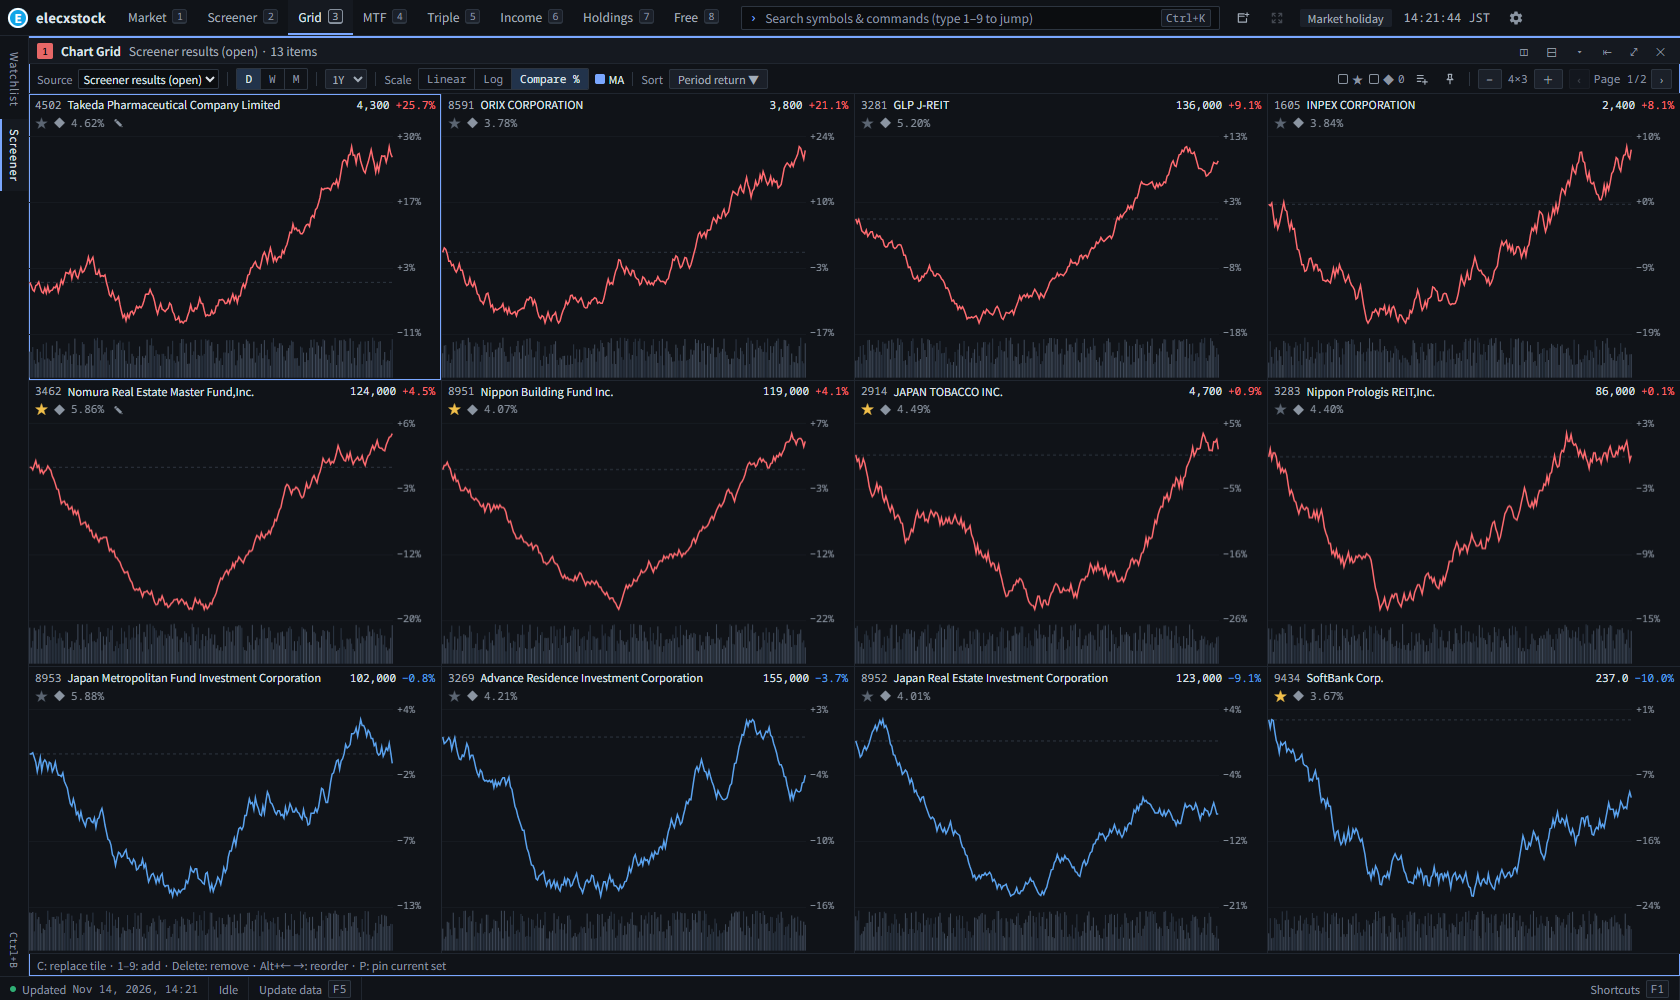 elecxstock Market 1 Screener 2 Grid 3 MTF 4 Triple 5 Income 6 Holdings 7 Free 8 › Search symbols & commands (type 1–9 to jump) Ctrl+K Market holiday 14:21:44 JST
Watchlist
Screener
Ctrl+B
1 Chart Grid Screener results (open) · 13 items
Source Screener results (open) D W M 1Y Scale Linear Log Compare % MA Sort Period return ▼ ★ ◆ 0 − 4×3 + ‹ Page 1/2 ›
4502 Takeda Pharmaceutical Company Limited 4,300 +25.7%
★ ◆ 4.62%
+30%
+17%
+3%
−11%
8591 ORIX CORPORATION 3,800 +21.1%
★ ◆ 3.78%
+24%
+10%
−3%
−17%
3281 GLP J-REIT 136,000 +9.1%
★ ◆ 5.20%
+13%
+3%
−8%
−18%
1605 INPEX CORPORATION 2,400 +8.1%
★ ◆ 3.84%
+10%
+0%
−9%
−19%
3462 Nomura Real Estate Master Fund,Inc. 124,000 +4.5%
★ ◆ 5.86%
+6%
−3%
−12%
−20%
8951 Nippon Building Fund Inc. 119,000 +4.1%
★ ◆ 4.07%
+7%
−3%
−12%
−22%
2914 JAPAN TOBACCO INC. 4,700 +0.9%
★ ◆ 4.49%
+5%
−5%
−16%
−26%
3283 Nippon Prologis REIT,Inc. 86,000 +0.1%
★ ◆ 4.40%
+3%
−3%
−9%
−15%
8953 Japan Metropolitan Fund Investment Corporation 102,000 −0.8%
★ ◆ 5.88%
+4%
−2%
−7%
−13%
3269 Advance Residence Investment Corporation 155,000 −3.7%
★ ◆ 4.21%
+3%
−4%
−10%
−16%
8952 Japan Real Estate Investment Corporation 123,000 −9.1%
★ ◆ 4.01%
+4%
−4%
−12%
−21%
9434 SoftBank Corp. 237.0 −10.0%
★ ◆ 3.67%
+1%
−7%
−16%
−24%
C: replace tile · 1–9: add · Delete: remove · Alt+←→: reorder · P: pin current set
Updated Nov 14, 2026, 14:21 Idle Update data F5 Shortcuts F1